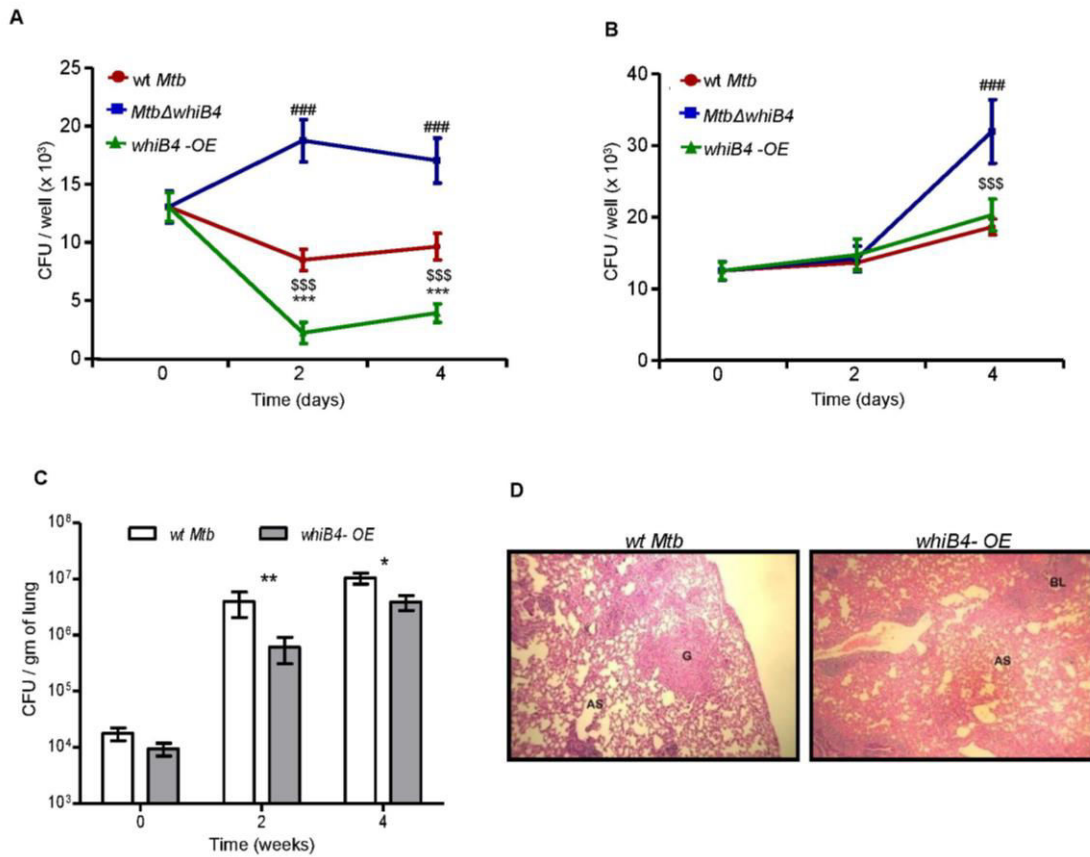 A
25
20
15
10
5
0
CFU / well (x 10³)
wt Mtb
MtbΔwhiB4
whiB4 -OE
###
###
$$$
***
$$$
***
0
2
4
Time (days)
B
40
30
20
10
0
CFU / well (x 10³)
wt Mtb
MtbΔwhiB4
whiB4 -OE
###
$$$
0
2
4
Time (days)
C
10⁸
10⁷
10⁶
10⁵
10⁴
10³
CFU / gm of lung
wt Mtb
whiB4- OE
**
*
0
2
4
Time (weeks)
D
wt Mtb
G
AS
whiB4- OE
BL
AS